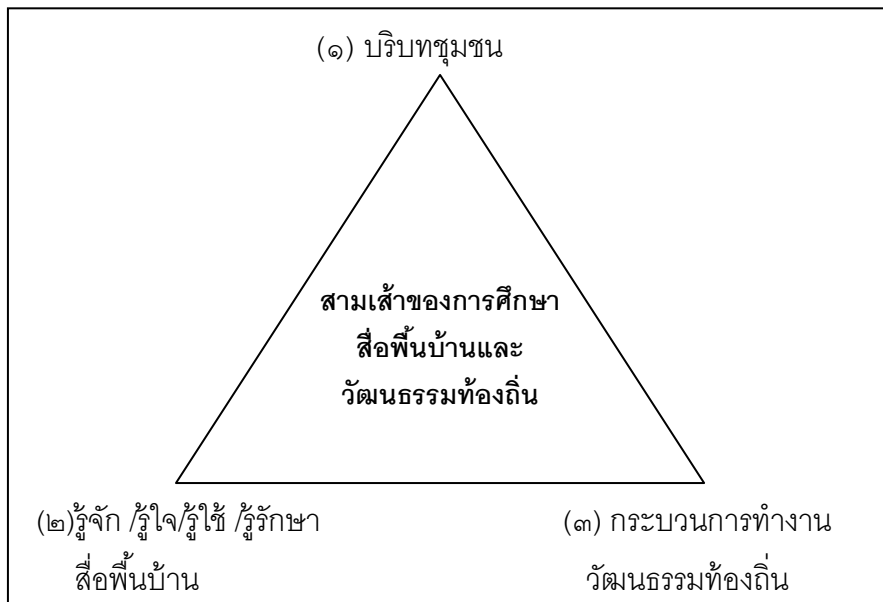 (๑) บริบทชุมชน
สามเส้าของการศึกษา
สื่อพื้นบ้านและ
วัฒนธรรมท้องถิ่น
(๒)รู้จัก /รู้ใจ/รู้ใช้ /รู้รักษา
สื่อพื้นบ้าน
(๓) กระบวนการทำงาน
วัฒนธรรมท้องถิ่น